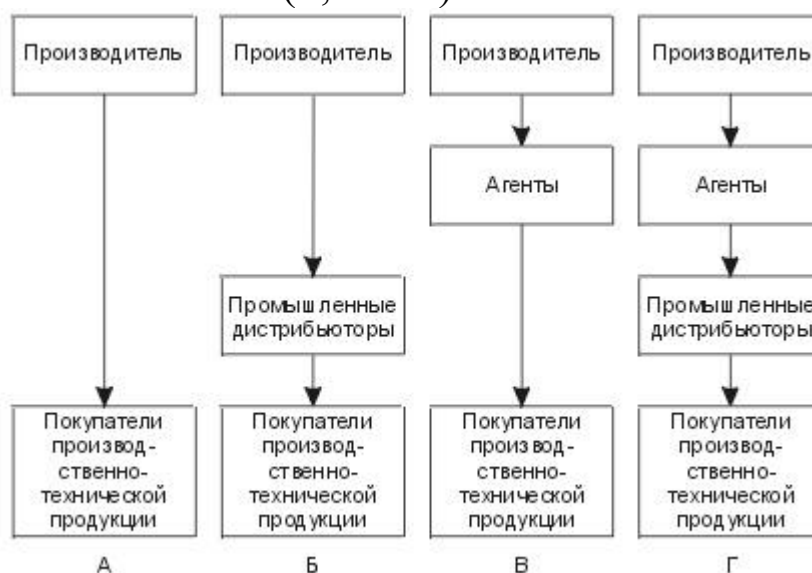 Производитель
Производитель
Производитель
Производитель
Агенты
Агенты
Промышленные
дистрибьюторы
Промышленные
дистрибьюторы
Покупатели
производ-
ственно-
технической
продукции
Покупатели
производ-
ственно-
технической
продукции
Покупатели
производ-
ственно-
технической
продукции
Покупатели
производ-
ственно-
технической
продукции
А
Б
В
Г